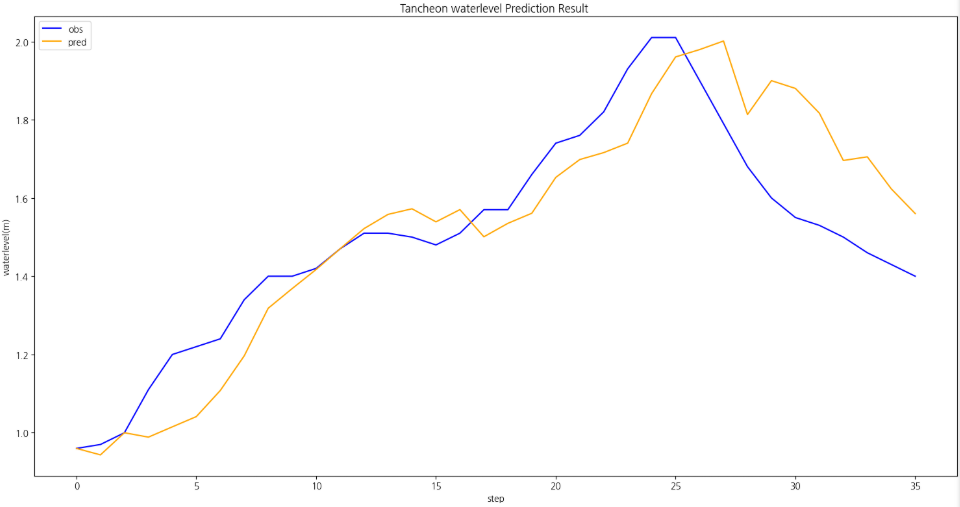 Tancheon waterlevel Prediction Result
obs
pred
waterlevel(m)
2.0
1.8
1.6
1.4
1.2
1.0
0 5 10 15 20 25 30 35
step